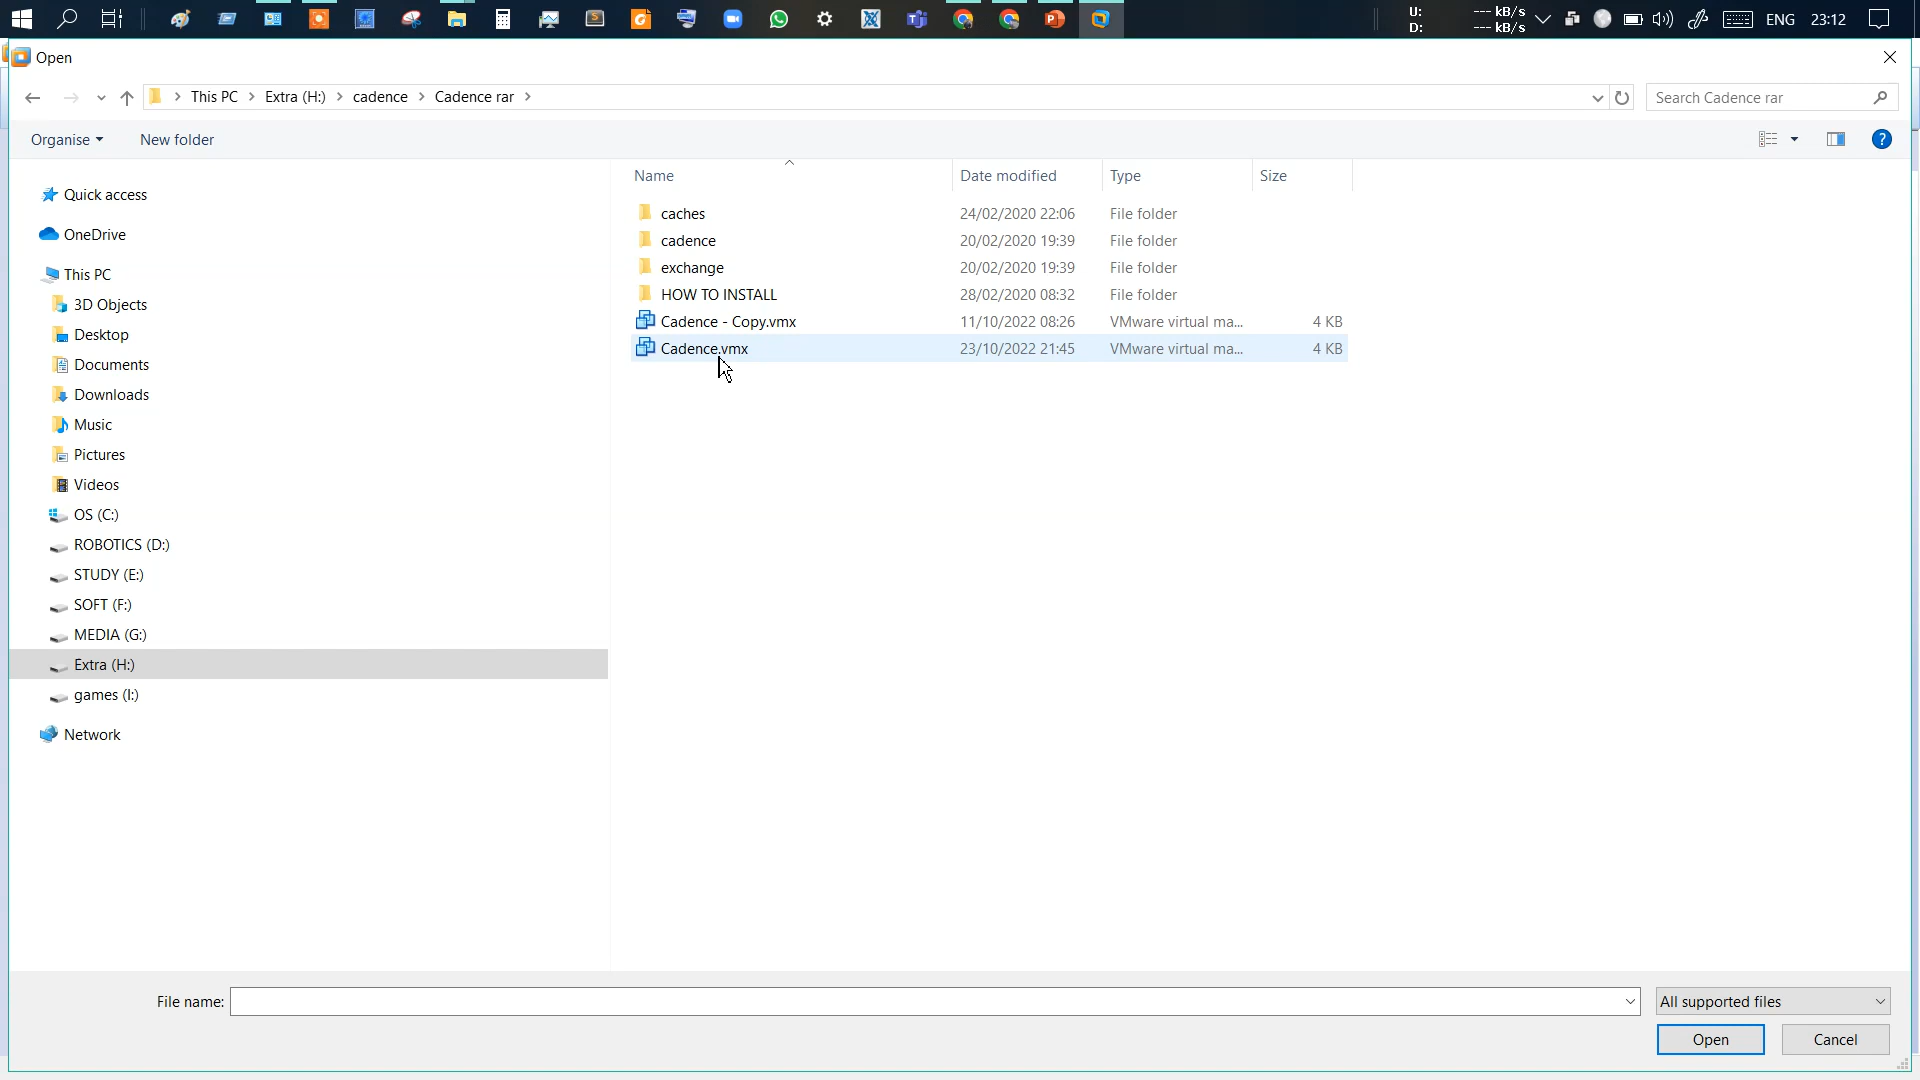 U: --- kB/s
D: --- kB/s
ENG 23:12
Open
This PC > Extra (H:) > cadence > Cadence rar >
Search Cadence rar
Organise
New folder
Name Date modified Type Size
Quick access
OneDrive
This PC
3D Objects
Desktop
Documents
Downloads
Music
Pictures
Videos
OS (C:)
ROBOTICS (D:)
STUDY (E:)
SOFT (F:)
MEDIA (G:)
Extra (H:)
games (I:)
Network
caches 24/02/2020 22:06 File folder
cadence 20/02/2020 19:39 File folder
exchange 20/02/2020 19:39 File folder
HOW TO INSTALL 28/02/2020 08:32 File folder
Cadence - Copy.vmx 11/10/2022 08:26 VMware virtual ma... 4 KB
Cadence.vmx 23/10/2022 21:45 VMware virtual ma... 4 KB
File name:
All supported files
Open
Cancel